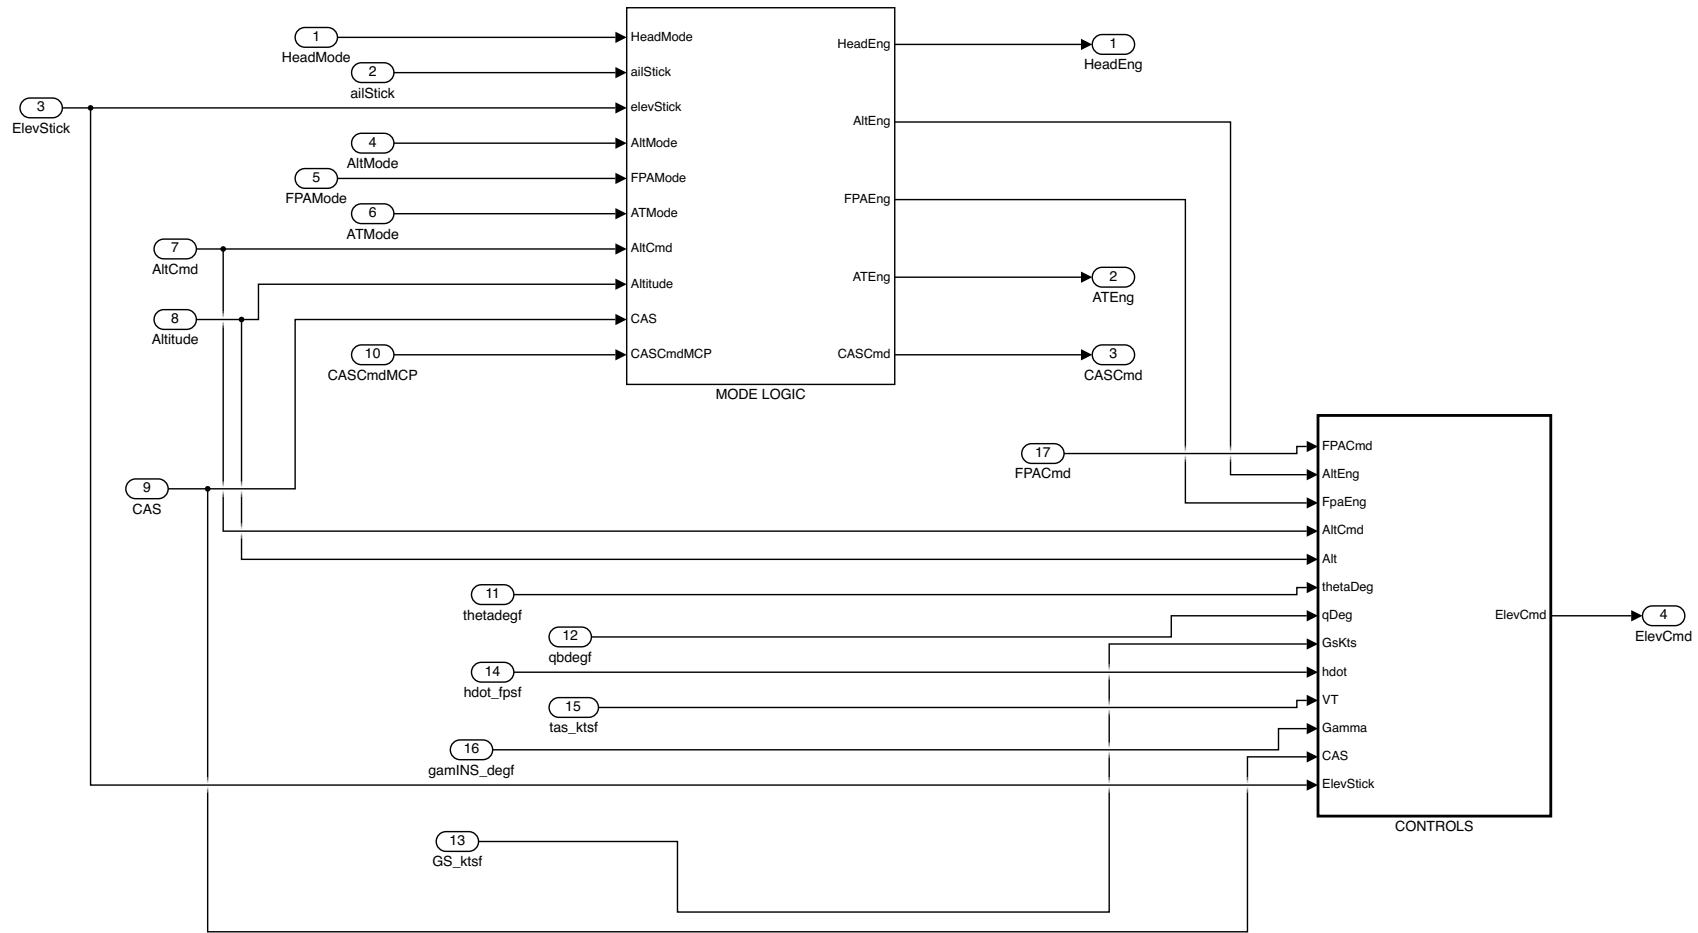 1
HeadMode
2
ailStick
3
ElevStick
4
AltMode
5
FPAMode
6
ATMode
7
AltCmd
8
Altitude
9
CAS
10
CASCmdMCP
HeadMode
ailStick
elevStick
AltMode
FPAMode
ATMode
AltCmd
Altitude
CAS
CASCmdMCP
HeadEng
AltEng
FPAEng
ATEng
CASCmd
MODE LOGIC
1
HeadEng
2
ATEng
3
CASCmd
17
FPACmd
11
thetadegf
12
qbdegf
14
hdot_fpsf
15
tas_ktsf
16
gamINS_degf
13
GS_ktsf
FPACmd
AltEng
FpaEng
AltCmd
Alt
thetaDeg
qDeg
GsKts
hdot
VT
Gamma
CAS
ElevStick
ElevCmd
CONTROLS
4
ElevCmd